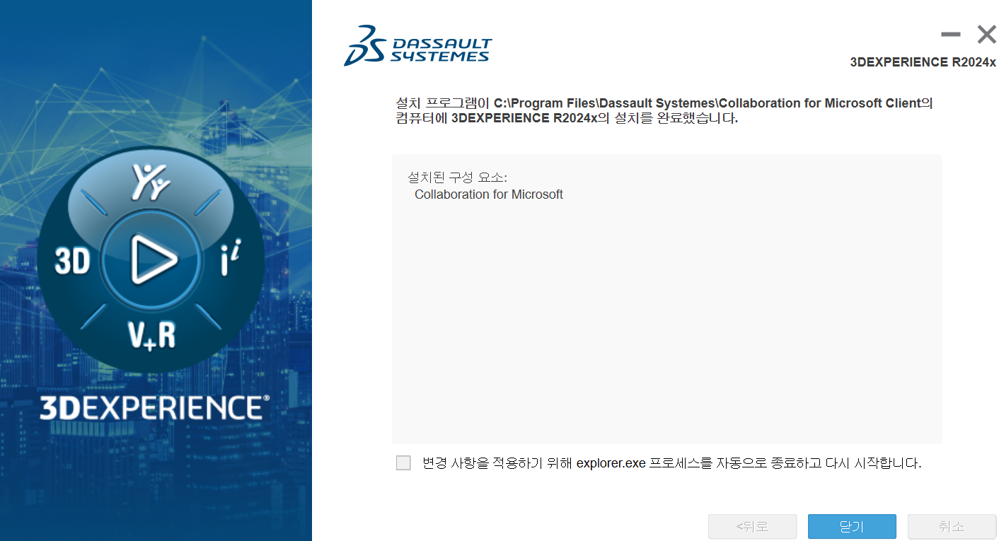 DASSAULT
SYSTEMES
3DEXPERIENCE R2024x
설치 프로그램이 C:\Program Files\Dassault Systemes\Collaboration for Microsoft Client의
컴퓨터에 3DEXPERIENCE R2024x의 설치를 완료했습니다.
설치된 구성 요소:
Collaboration for Microsoft
3D
i i
V+R
3DEXPERIENCE®
변경 사항을 적용하기 위해 explorer.exe 프로세스를 자동으로 종료하고 다시 시작합니다.
<뒤로
닫기
취소